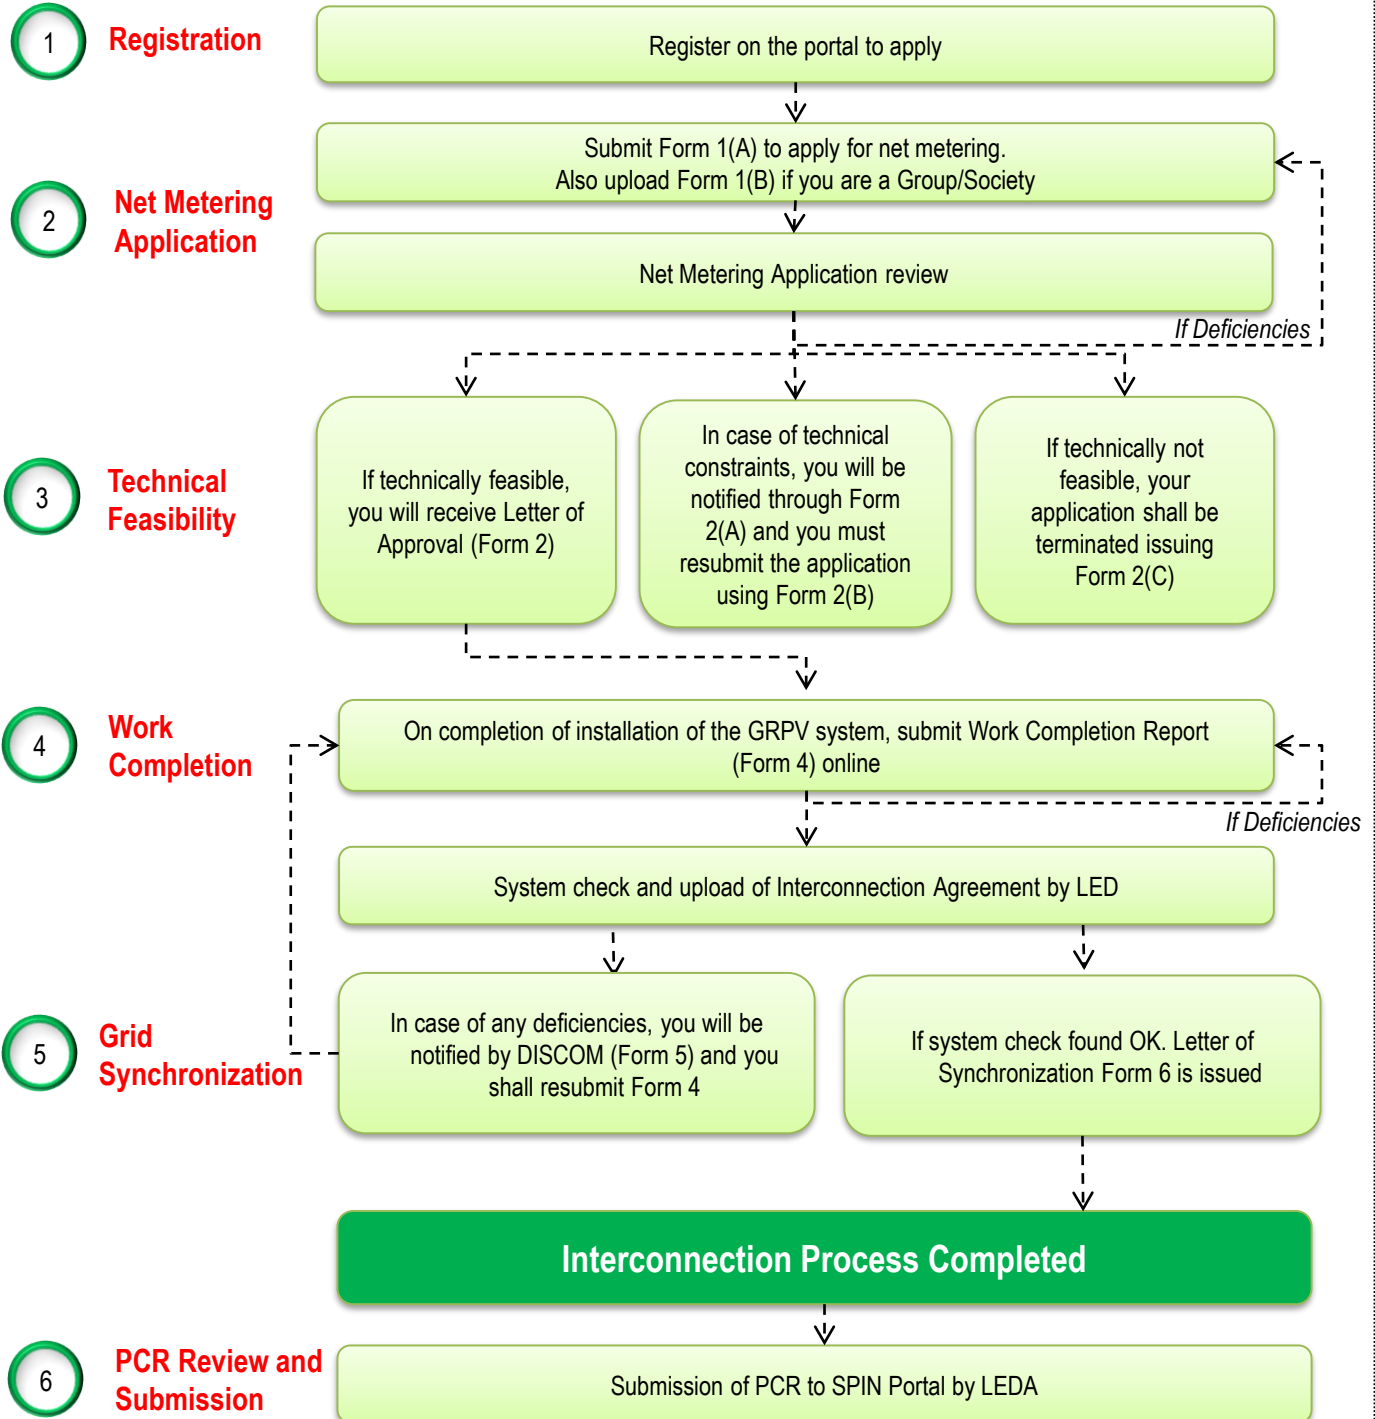 1
Registration
Register on the portal to apply
2
Net Metering
Application
Submit Form 1(A) to apply for net metering.
Also upload Form 1(B) if you are a Group/Society
Net Metering Application review
If Deficiencies
3
Technical
Feasibility
If technically feasible,
you will receive Letter of
Approval (Form 2)
In case of technical
constraints, you will be
notified through Form
2(A) and you must
resubmit the application
using Form 2(B)
If technically not
feasible, your
application shall be
terminated issuing
Form 2(C)
4
Work
Completion
On completion of installation of the GRPV system, submit Work Completion Report
(Form 4) online
If Deficiencies
System check and upload of Interconnection Agreement by LED
5
Grid
Synchronization
In case of any deficiencies, you will be
notified by DISCOM (Form 5) and you
shall resubmit Form 4
If system check found OK. Letter of
Synchronization Form 6 is issued
Interconnection Process Completed
6
PCR Review and
Submission
Submission of PCR to SPIN Portal by LEDA